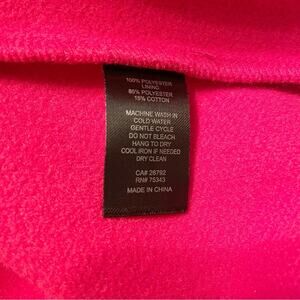 100% POLYESTER
LINING
85% POLYESTER
15% COTTON
MACHINE WASH IN
COLD WATER
GENTLE CYCLE
DO NOT BLEACH
HANG TO DRY
COOL IRON IF NEEDED
DRY CLEAN
CA# 28792
RN# 75343
MADE IN CHINA